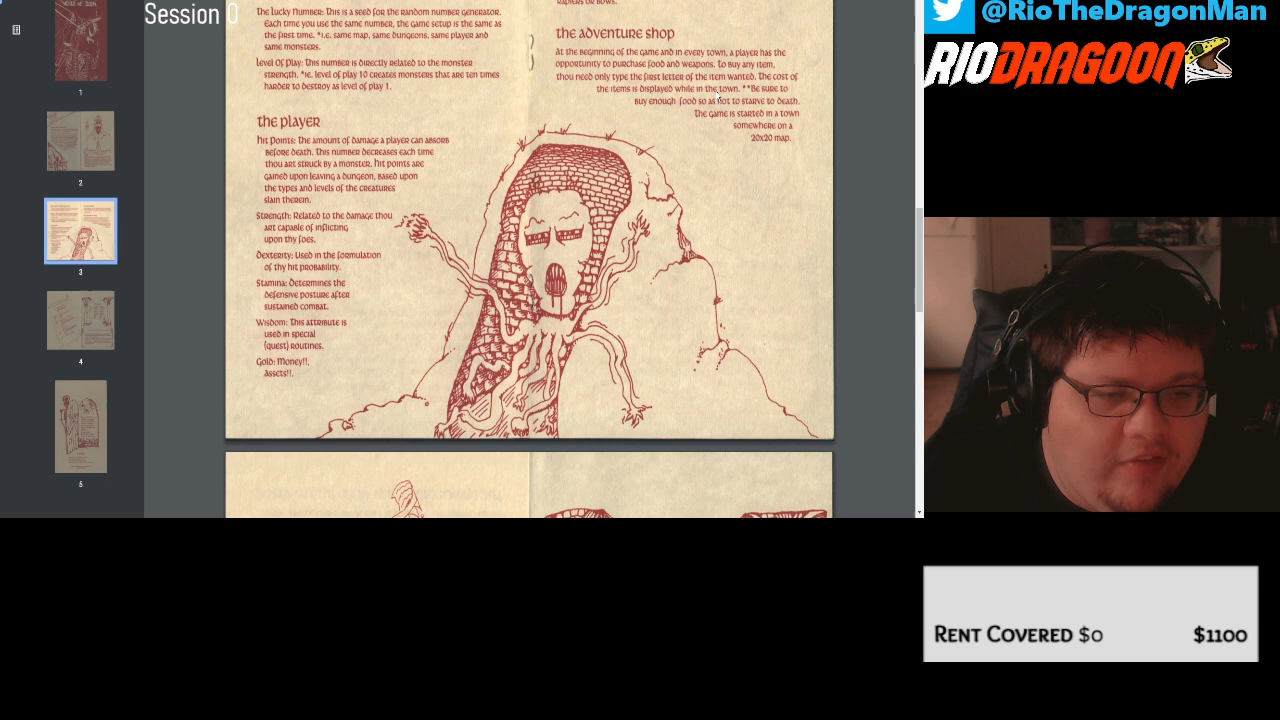 Session 0
The Lucky Number: This is a seed for the random number generator.
Each time you use the same number, the game setup is the same as
the first time. *i.e. same map, same dungeons, same player and
same monsters.
Level of Play: This number is directly related to the monster
strength. *ie. level of play 10 creates monsters that are ten times
harder to destroy as level of play 1.
the player
Hit Points: The amount of damage a player can absorb
before death. This number decreases each time
thou art struck by a monster. Hit points are
gained upon leaving a dungeon, based upon
the types and levels of the creatures
slain therein.
Strength: Related to the damage thou
art capable of inflicting
upon thy foes.
Dexterity: Used in the formulation
of thy hit probability.
Stamina: Determines the
defensive posture after
sustained combat.
Wisdom: This attribute is
used in special
(quest) routines.
Gold: Money!!,
Assets!!.
rapiers or bows.
the adventure shop
At the beginning of the game and in every town, a player has the
opportunity to purchase food and weapons. To buy any item,
thou need only type the first letter of the item wanted. The cost of
the items is displayed while in the town. **Be sure to
buy enough food so as not to starve to death.
The game is started in a town
somewhere on a
20x20 map.
1
2
3
4
5
@RioTheDragonMan
RIODRAGOON
Rent Covered $0 $1100